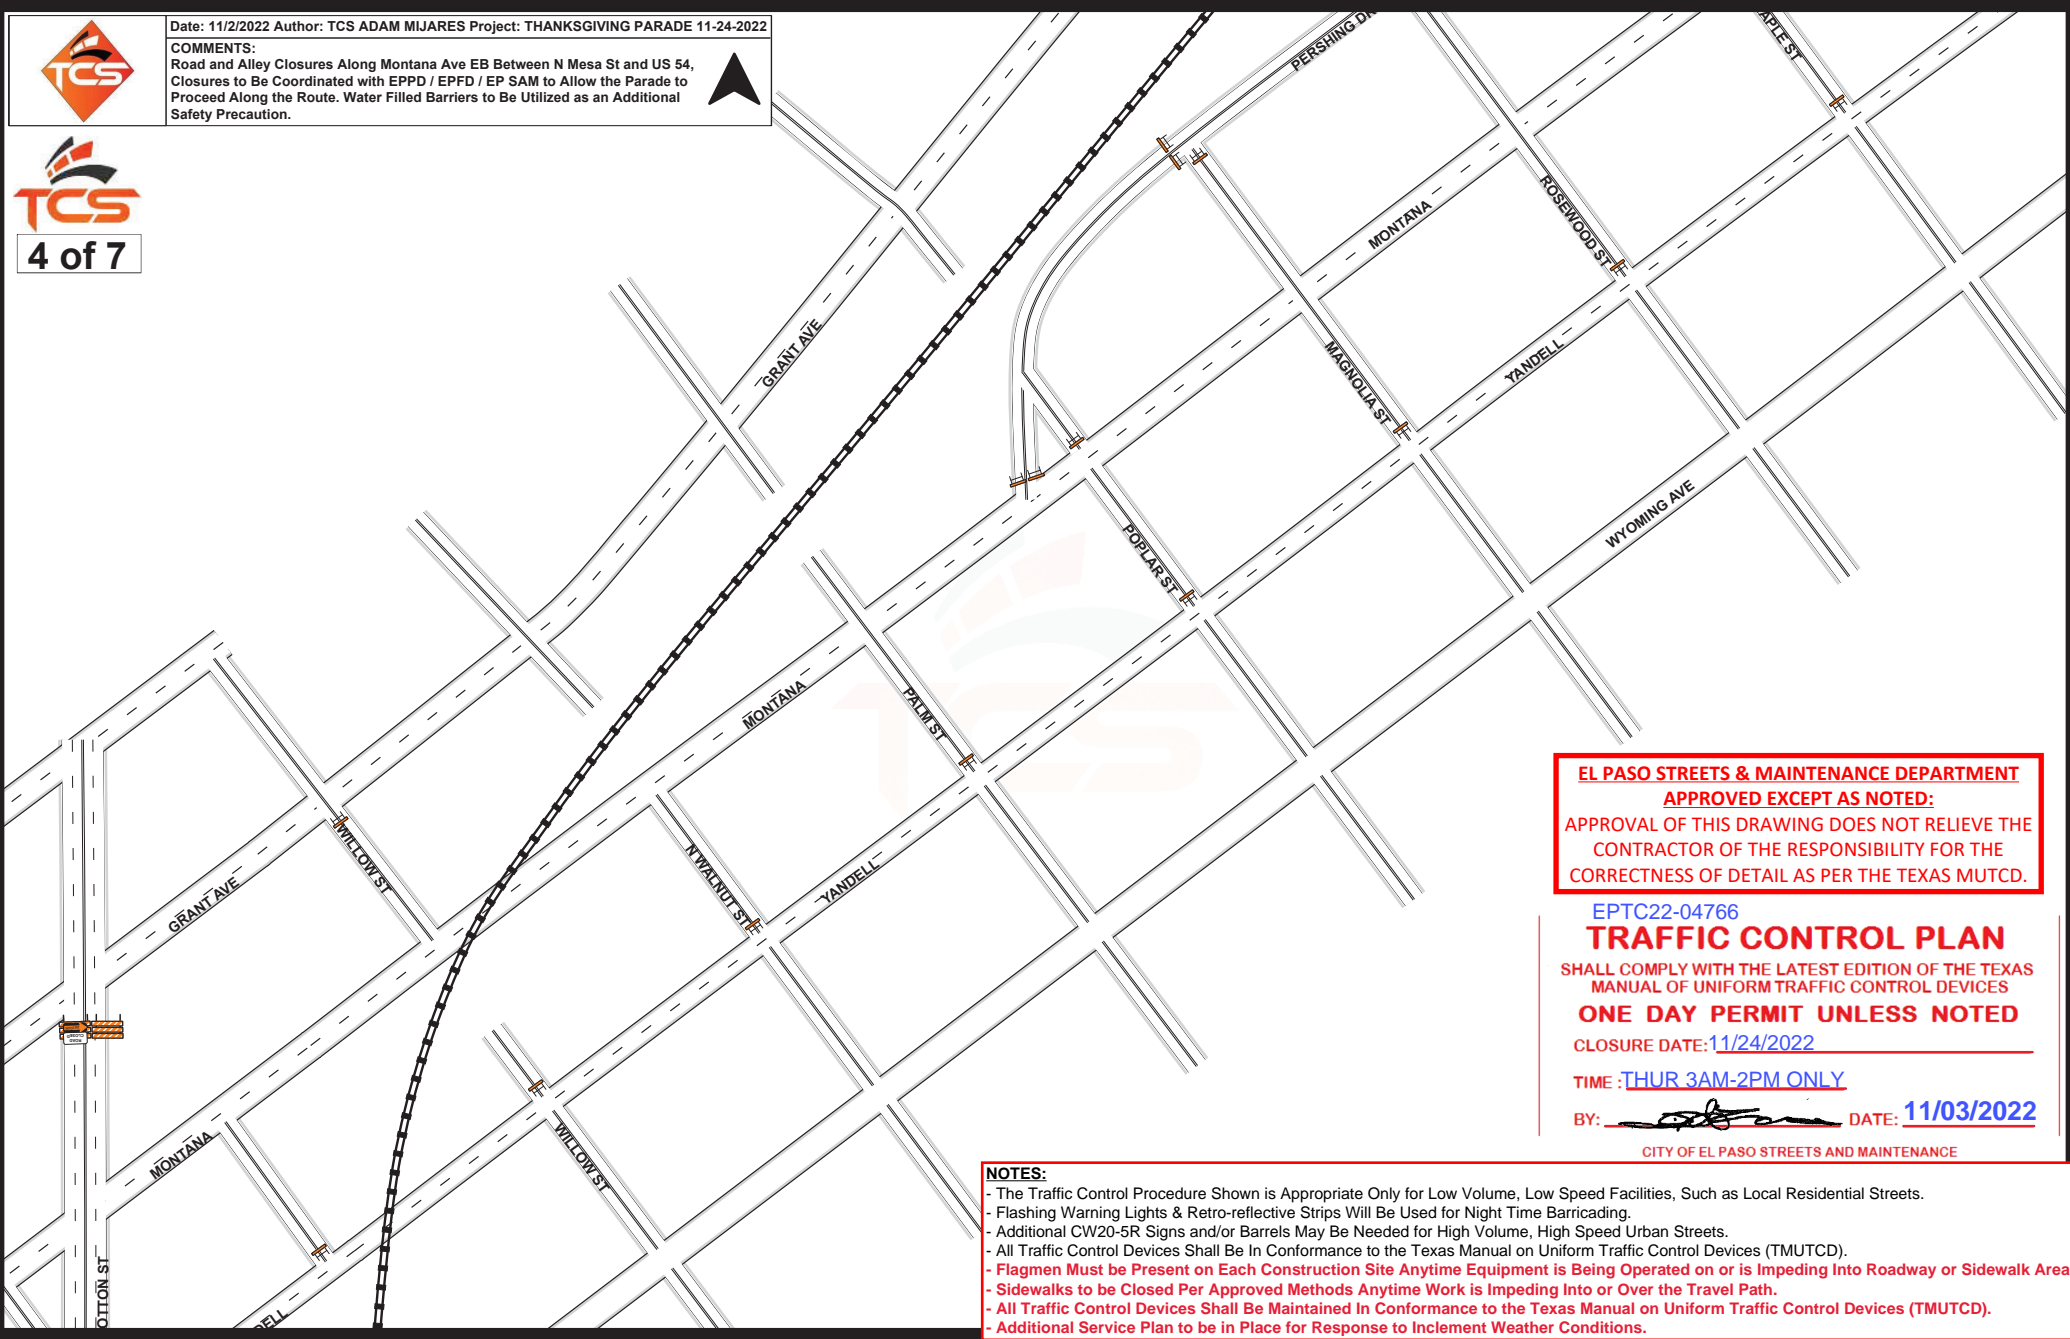 Date: 11/2/2022 Author: TCS ADAM MIJARES Project: THANKSGIVING PARADE 11-24-2022
COMMENTS:
Road and Alley Closures Along Montana Ave EB Between N Mesa St and US 54,
Closures to Be Coordinated with EPPD / EPFD / EP SAM to Allow the Parade to
Proceed Along the Route. Water Filled Barriers to Be Utilized as an Additional
Safety Precaution.
TCS
TCS
4 of 7
PERSHING DR
APLE ST
ROSEWOOD ST
MONTANA
GRANT AVE
MAGNOLIA ST
YANDELL
WYOMING AVE
POPLAR ST
MONTANA
PALM ST
TCS
WILLOW ST
GRANT AVE
N WALNUT ST
YANDELL
ROAD
CLOSED
MONTANA
WILLOW ST
OTTON ST
DELL
EL PASO STREETS & MAINTENANCE DEPARTMENT
APPROVED EXCEPT AS NOTED:
APPROVAL OF THIS DRAWING DOES NOT RELIEVE THE
CONTRACTOR OF THE RESPONSIBILITY FOR THE
CORRECTNESS OF DETAIL AS PER THE TEXAS MUTCD.
EPTC22-04766
TRAFFIC CONTROL PLAN
SHALL COMPLY WITH THE LATEST EDITION OF THE TEXAS
MANUAL OF UNIFORM TRAFFIC CONTROL DEVICES
ONE DAY PERMIT UNLESS NOTED
CLOSURE DATE: 11/24/2022
TIME : THUR 3AM-2PM ONLY
BY: DATE: 11/03/2022
CITY OF EL PASO STREETS AND MAINTENANCE
NOTES:
- The Traffic Control Procedure Shown is Appropriate Only for Low Volume, Low Speed Facilities, Such as Local Residential Streets.
- Flashing Warning Lights & Retro-reflective Strips Will Be Used for Night Time Barricading.
- Additional CW20-5R Signs and/or Barrels May Be Needed for High Volume, High Speed Urban Streets.
- All Traffic Control Devices Shall Be In Conformance to the Texas Manual on Uniform Traffic Control Devices (TMUTCD).
- Flagmen Must be Present on Each Construction Site Anytime Equipment is Being Operated on or is Impeding Into Roadway or Sidewalk Area
- Sidewalks to be Closed Per Approved Methods Anytime Work is Impeding Into or Over the Travel Path.
- All Traffic Control Devices Shall Be Maintained In Conformance to the Texas Manual on Uniform Traffic Control Devices (TMUTCD).
- Additional Service Plan to be in Place for Response to Inclement Weather Conditions.